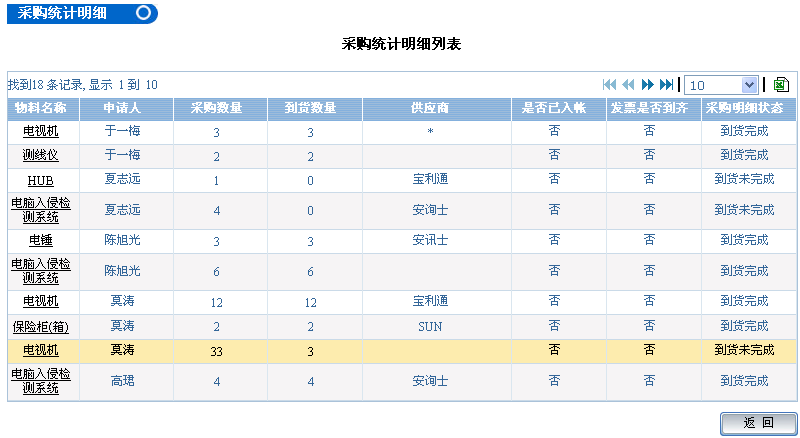 采购统计明细
采购统计明细列表
找到18 条记录, 显示 1 到 10
10
物料名称 申请人 采购数量 到货数量 供应商 是否已入帐 发票是否到齐 采购明细状态
电视机 于一梅 3 3 * 否 否 到货完成
测线仪 于一梅 2 2 否 否 到货完成
HUB 夏志远 1 0 宝利通 否 否 到货未完成
电脑入侵检
测系统 夏志远 4 0 安询士 否 否 到货未完成
电锤 陈旭光 3 3 安讯士 否 否 到货完成
电脑入侵检
测系统 陈旭光 6 6 否 否 到货完成
电视机 莫涛 12 12 宝利通 否 否 到货完成
保险柜(箱) 莫涛 2 2 SUN 否 否 到货完成
电视机 莫涛 33 3 否 否 到货未完成
电脑入侵检
测系统 高珺 4 4 安询士 否 否 到货完成
返 回